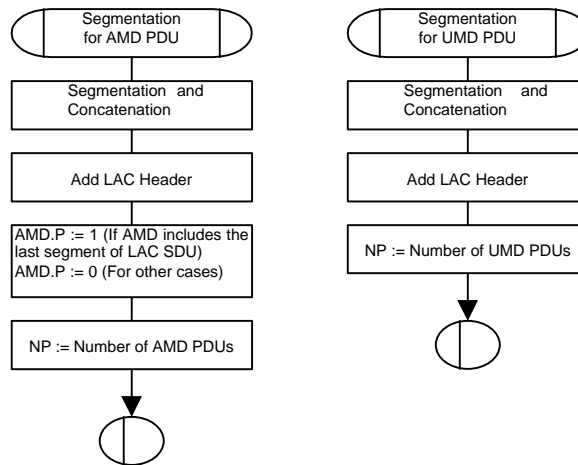 Segmentation
for AMD PDU
Segmentation and
Concatenation
Add LAC Header
AMD.P := 1 (If AMD includes the
last segment of LAC SDU)
AMD.P := 0 (For other cases)
NP := Number of AMD PDUs
Segmentation
for UMD PDU
Segmentation and
Concatenation
Add LAC Header
NP := Number of UMD PDUs